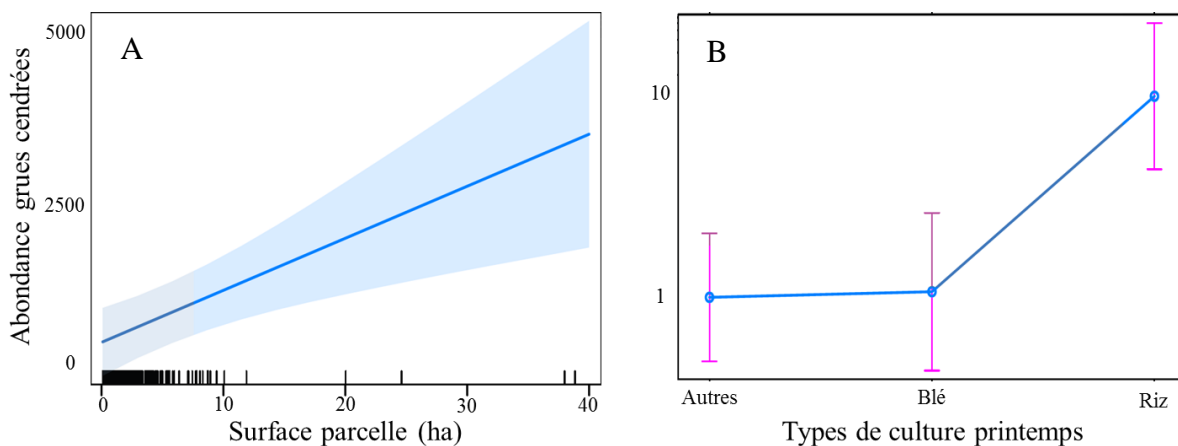 A
5000
2500
0
Abondance grues cendrées
0 10 20 30 40
Surface parcelle (ha)
B
10
1
Autres Blé Riz
Types de culture printemps